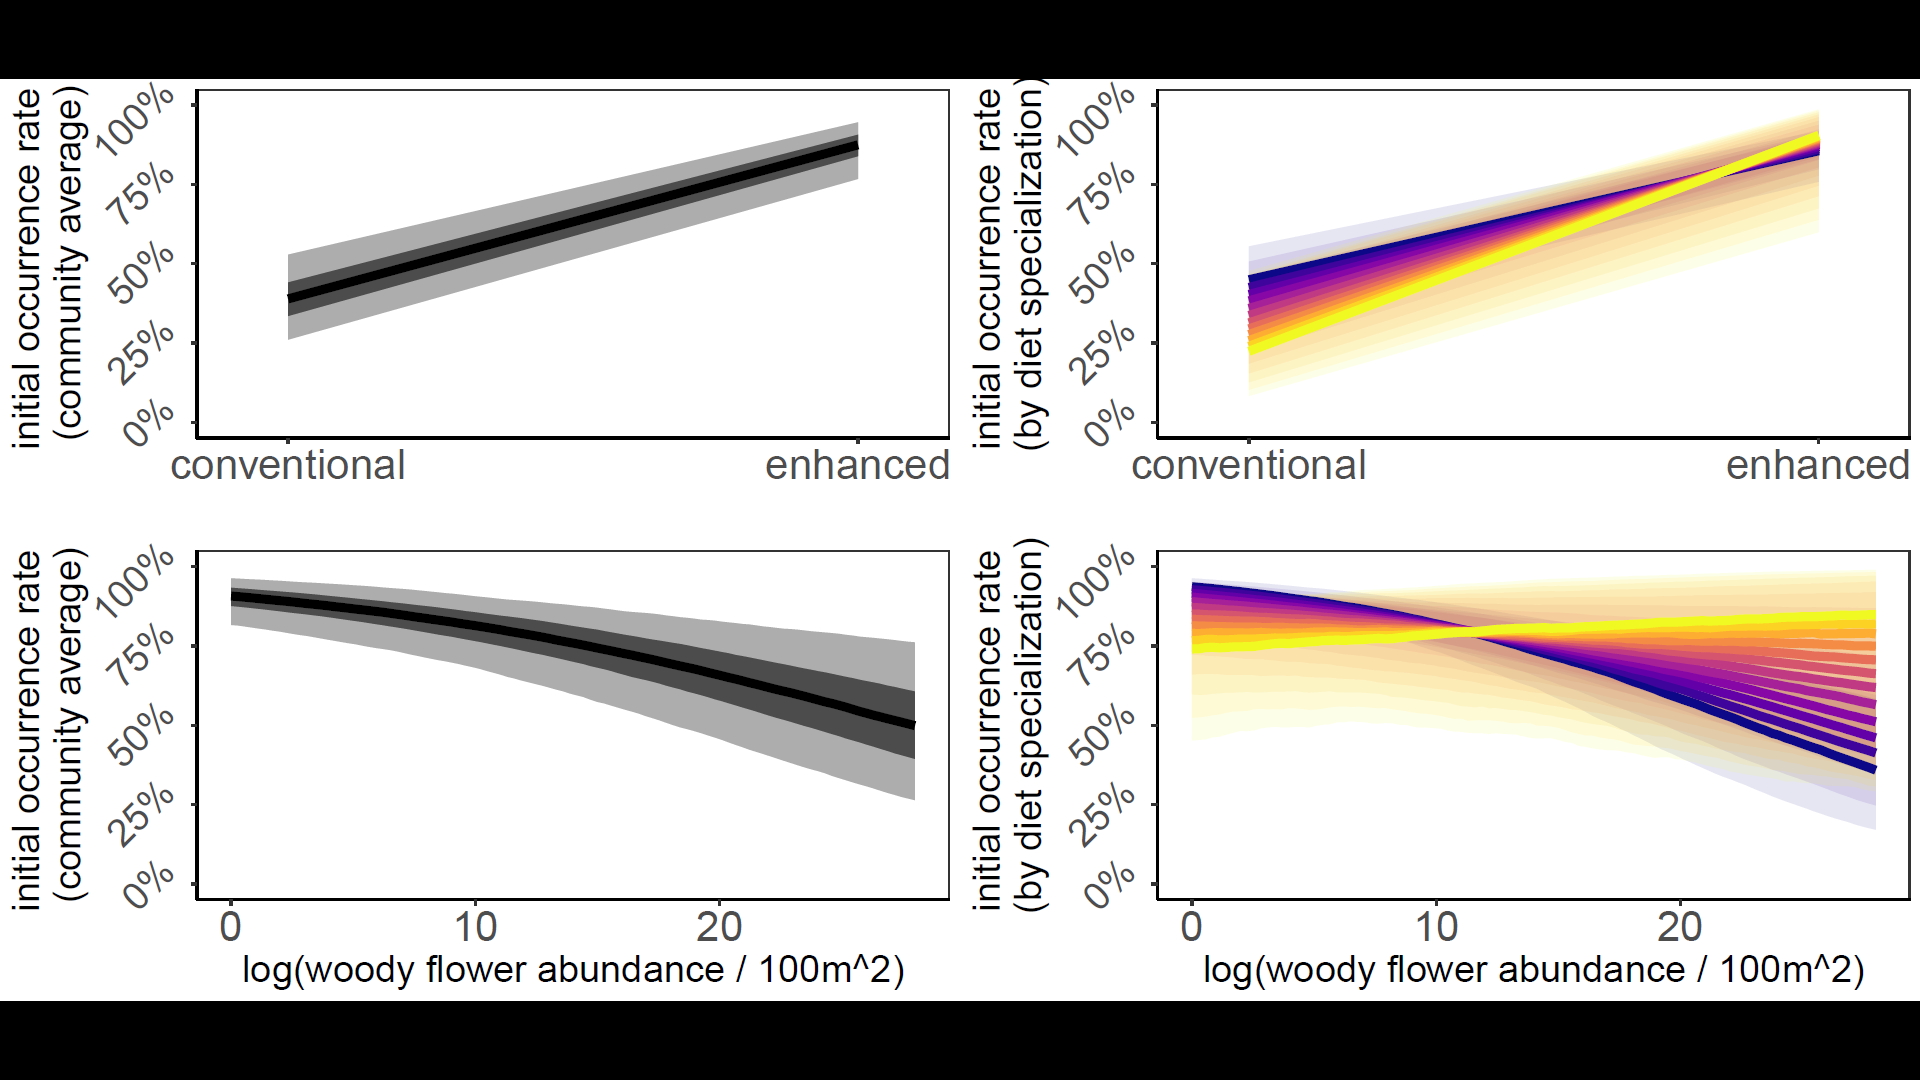 initial occurrence rate
(community average)
100%
75%
50%
25%
0%
conventional
enhanced
initial occurrence rate
(by diet specialization)
100%
75%
50%
25%
0%
conventional
enhanced
initial occurrence rate
(community average)
100%
75%
50%
25%
0%
0
10
20
log(woody flower abundance / 100m^2)
initial occurrence rate
(by diet specialization)
100%
75%
50%
25%
0%
0
10
20
log(woody flower abundance / 100m^2)